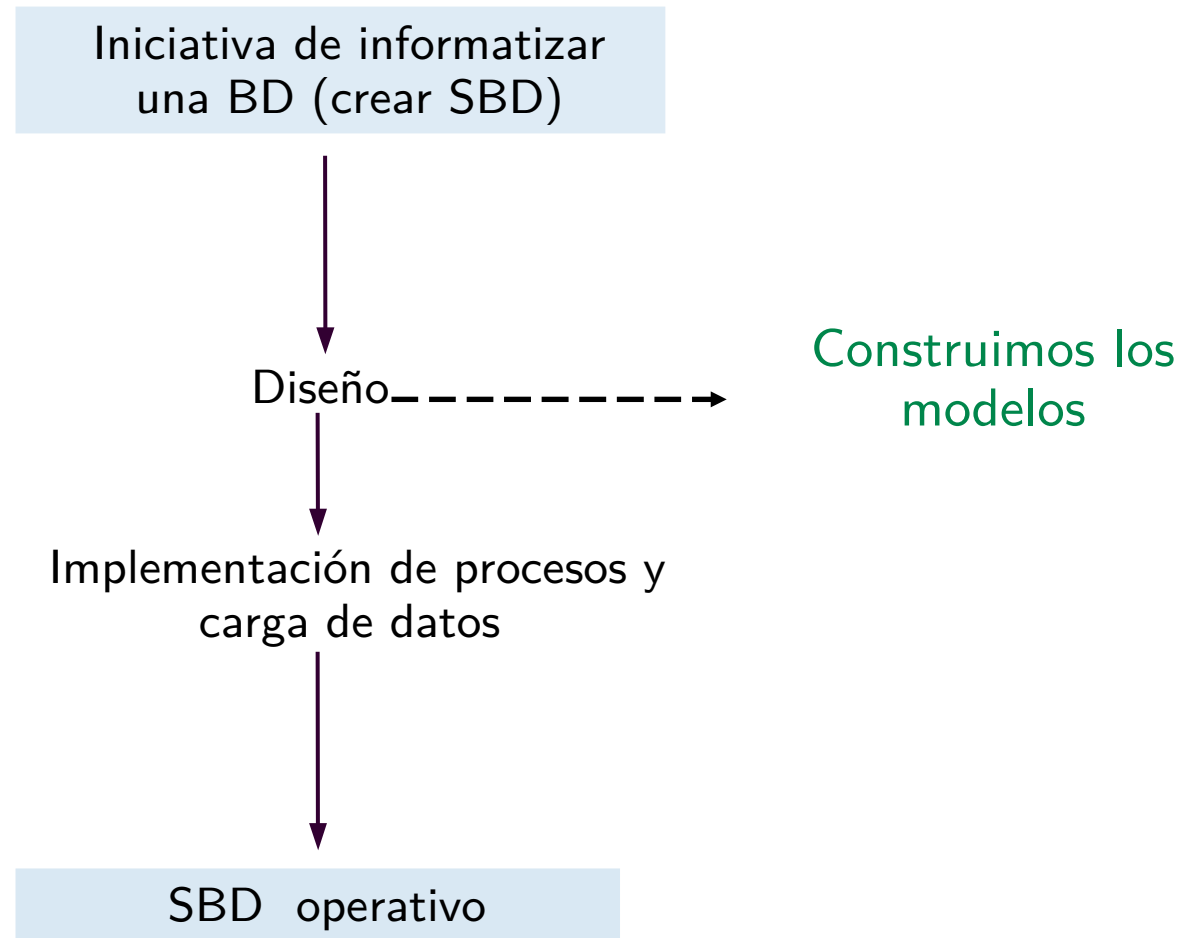 Iniciativa de informatizar
una BD (crear SBD)
Diseño
Construimos los
modelos
Implementación de procesos y
carga de datos
SBD operativo